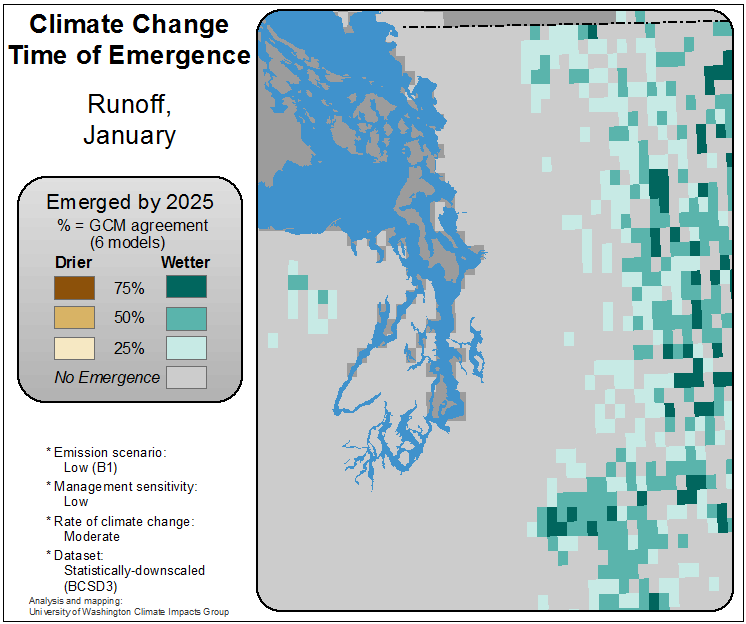 Climate Change
Time of Emergence
Runoff,
January
Emerged by 2025
% = GCM agreement
(6 models)
Drier Wetter
75%
50%
25%
No Emergence
* Emission scenario:
Low (B1)
* Management sensitivity:
Low
* Rate of climate change:
Moderate
* Dataset:
Statistically-downscaled
(BCSD3)
Analysis and mapping:
University of Washington Climate Impacts Group